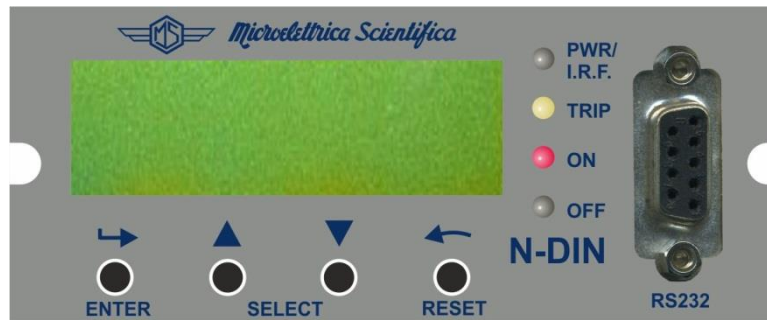 MS
Microelettrica Scientifica
PWR/
I.R.F.
TRIP
ON
OFF
N-DIN
ENTER
SELECT
RESET
RS232